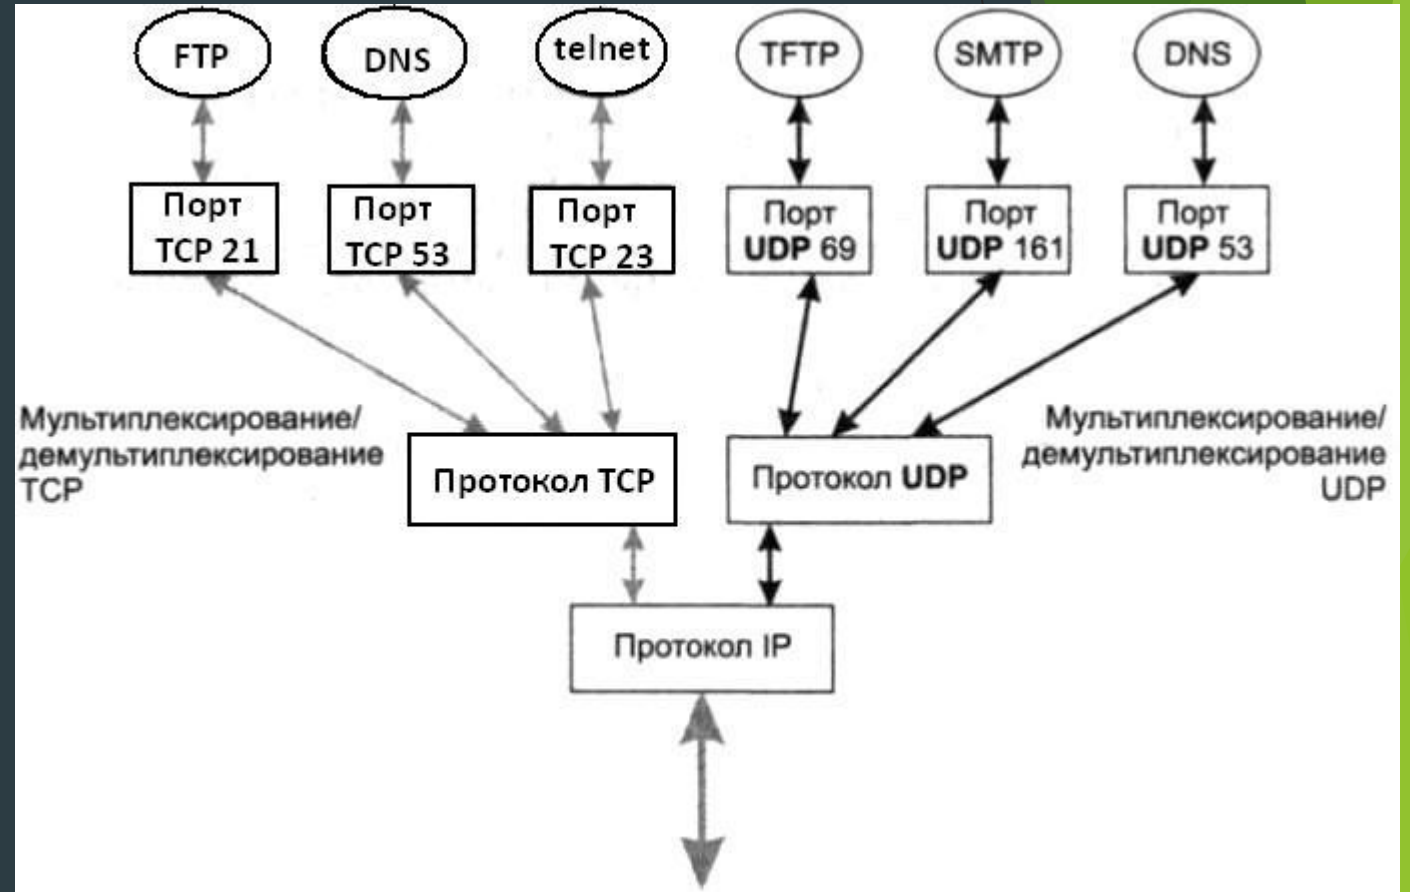 FTP
DNS
telnet
TFTP
SMTP
DNS
Порт
TCP 21
Порт
TCP 53
Порт
TCP 23
Порт
UDP 69
Порт
UDP 161
Порт
UDP 53
Мультиплексирование/
демультиплексирование
TCP
Протокол TCP
Протокол UDP
Мультиплексирование/
демультиплексирование
UDP
Протокол IP